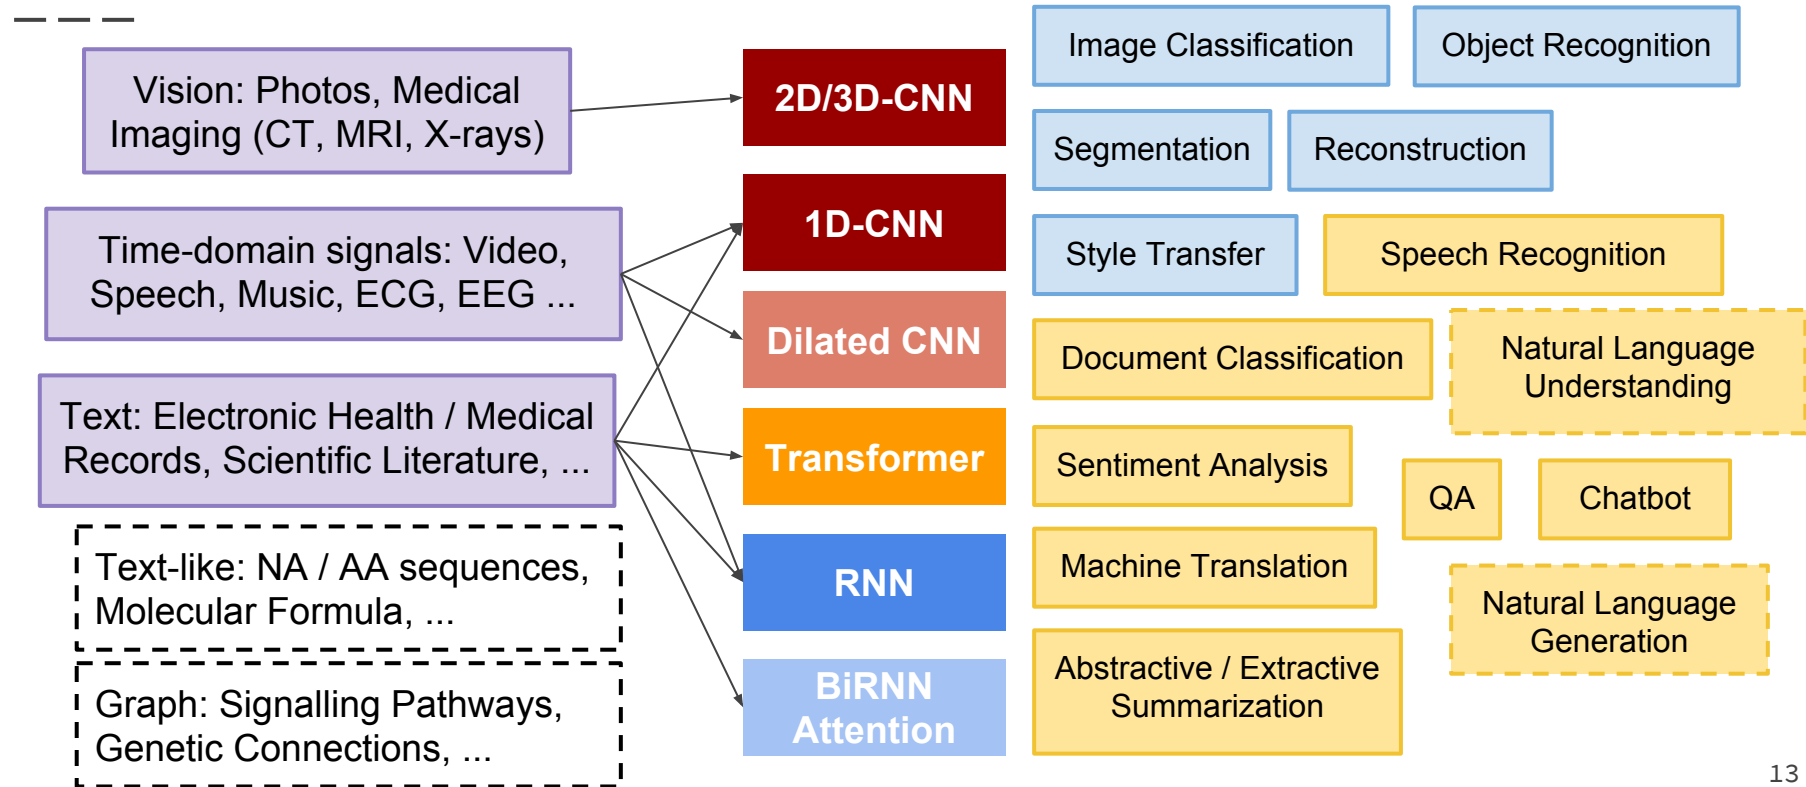 Vision: Photos, Medical
Imaging (CT, MRI, X-rays)
Time-domain signals: Video,
Speech, Music, ECG, EEG ...
Text: Electronic Health / Medical
Records, Scientific Literature, ...
Text-like: NA / AA sequences,
Molecular Formula, ...
Graph: Signalling Pathways,
Genetic Connections, ...
2D/3D-CNN
1D-CNN
Dilated CNN
Transformer
RNN
BiRNN
Attention
Image Classification
Object Recognition
Segmentation
Reconstruction
Style Transfer
Speech Recognition
Document Classification
Natural Language
Understanding
Sentiment Analysis
QA
Chatbot
Machine Translation
Natural Language
Generation
Abstractive / Extractive
Summarization
13